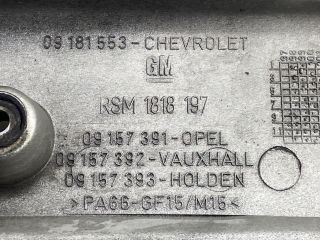 09 181 553-CHEVROLET
GM
RSM 1818 197
09 157 391-OPEL
09 157 392-VAUXHALL
09 157 393-HOLDEN
>PA66-GF15/M15<